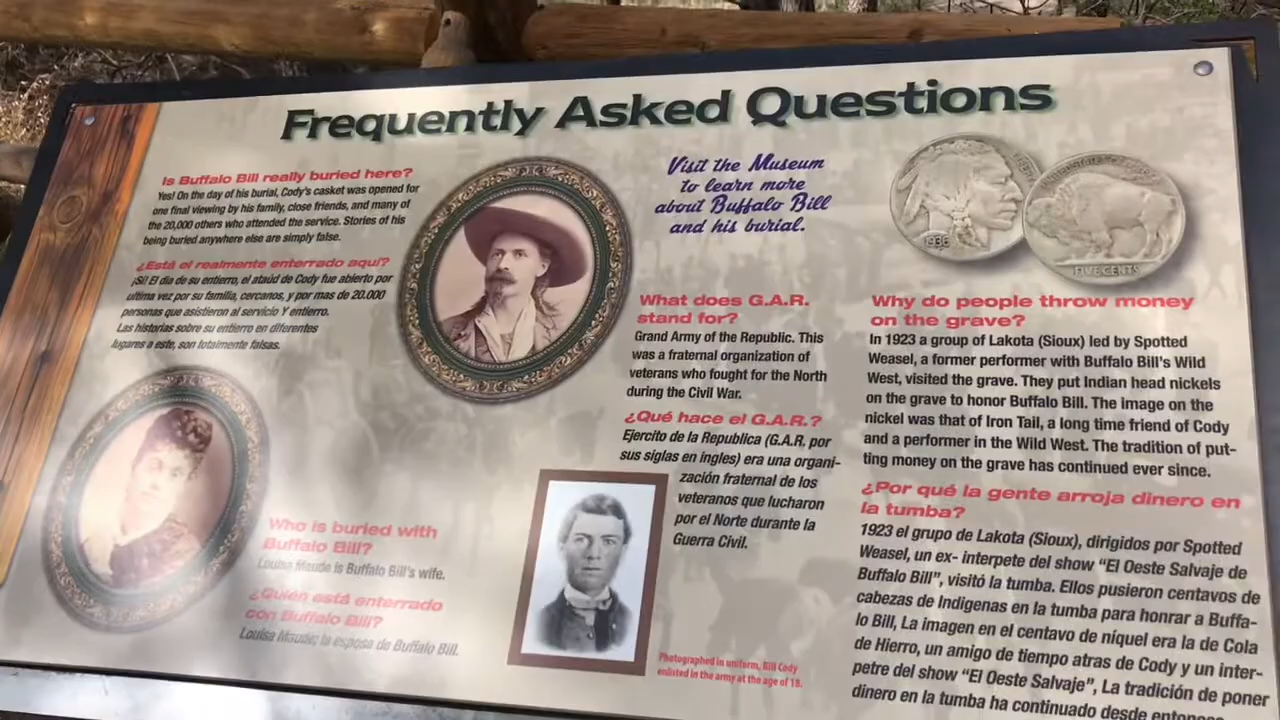 Frequently Asked Questions
Is Buffalo Bill really buried here?
Yes! On the day of his burial, Cody's casket was opened for
one final viewing by his family, close friends, and many of
the 20,000 others who attended the service. Stories of his
being buried anywhere else are simply false.
¿Está el realmente enterrado aquí?
¡Sí! El día de su entierro, el ataúd de Cody fue abierto por
ultima vez por su familia, cercanos, y por mas de 20.000
personas que asistieron al servicio Y entierro.
Las historias sobre su entierro en diferentes
lugares a este, son totalmente falsas.
Who is buried with
Buffalo Bill?
Louisa Maude is Buffalo Bill's wife.
¿Quién está enterrado
con Buffalo Bill?
Louisa Maude; la esposa de Buffalo Bill.
Visit the Museum
to learn more
about Buffalo Bill
and his burial.
What does G.A.R.
stand for?
Grand Army of the Republic. This
was a fraternal organization of
veterans who fought for the North
during the Civil War.
¿Qué hace el G.A.R.?
Ejercito de la Republica (G.A.R. por
sus siglas en ingles) era una organi-
zación fraternal de los
veteranos que lucharon
por el Norte durante la
Guerra Civil.
Photographed in uniform, Bill Cody
enlisted in the army at the age of 18.
1936
FIVE CENTS
Why do people throw money
on the grave?
In 1923 a group of Lakota (Sioux) led by Spotted
Weasel, a former performer with Buffalo Bill's Wild
West, visited the grave. They put Indian head nickels
on the grave to honor Buffalo Bill. The image on the
nickel was that of Iron Tail, a long time friend of Cody
and a performer in the Wild West. The tradition of put-
ting money on the grave has continued ever since.
¿Por qué la gente arroja dinero en
la tumba?
1923 el grupo de Lakota (Sioux), dirigidos por Spotted
Weasel, un ex- interpete del show "El Oeste Salvaje de
Buffalo Bill", visitó la tumba. Ellos pusieron centavos de
cabezas de Indigenas en la tumba para honrar a Buffa-
lo Bill, La imagen en el centavo de níquel era la de Cola
de Hierro, un amigo de tiempo atras de Cody y un inter-
petre del show "El Oeste Salvaje", La tradición de poner
dinero en la tumba ha continuado desde